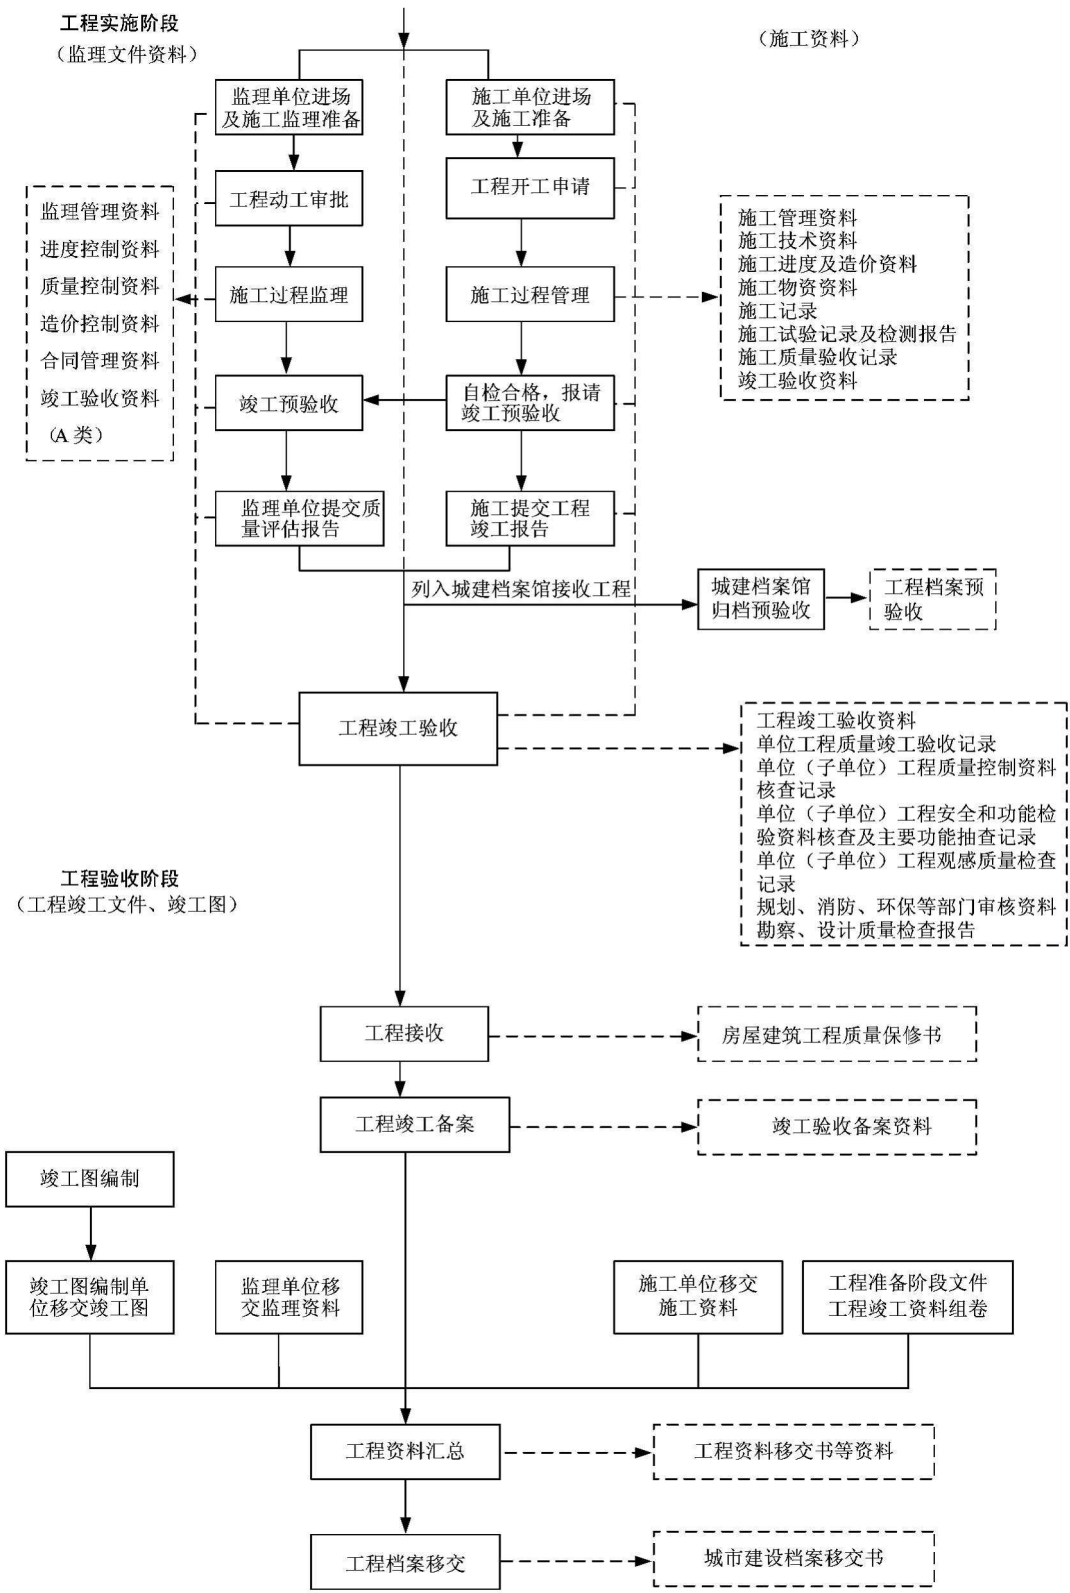 工程实施阶段
（监理文件资料）
（施工资料）
监理单位进场
及施工监理准备
施工单位进场
及施工准备
工程动工审批
工程开工申请
监理管理资料
进度控制资料
质量控制资料
造价控制资料
合同管理资料
竣工验收资料
（A 类）
施工过程监理
施工过程管理
施工管理资料
施工技术资料
施工进度及造价资料
施工物资资料
施工记录
施工试验记录及检测报告
施工质量验收记录
竣工验收资料
竣工预验收
自检合格，报请
竣工预验收
监理单位提交质
量评估报告
施工提交工程
竣工报告
列入城建档案馆接收工程
城建档案馆
归档预验收
工程档案预
验收
工程竣工验收
工程竣工验收资料
单位工程质量竣工验收记录
单位（子单位）工程质量控制资料
核查记录
单位（子单位）工程安全和功能检
验资料核查及主要功能抽查记录
单位（子单位）工程观感质量检查
记录
规划、消防、环保等部门审核资料
勘察、设计质量检查报告
工程验收阶段
（工程竣工文件、竣工图）
工程接收
房屋建筑工程质量保修书
工程竣工备案
竣工验收备案资料
竣工图编制
竣工图编制单
位移交竣工图
监理单位移
交监理资料
施工单位移交
施工资料
工程准备阶段文件
工程竣工资料组卷
工程资料汇总
工程资料移交书等资料
工程档案移交
城市建设档案移交书